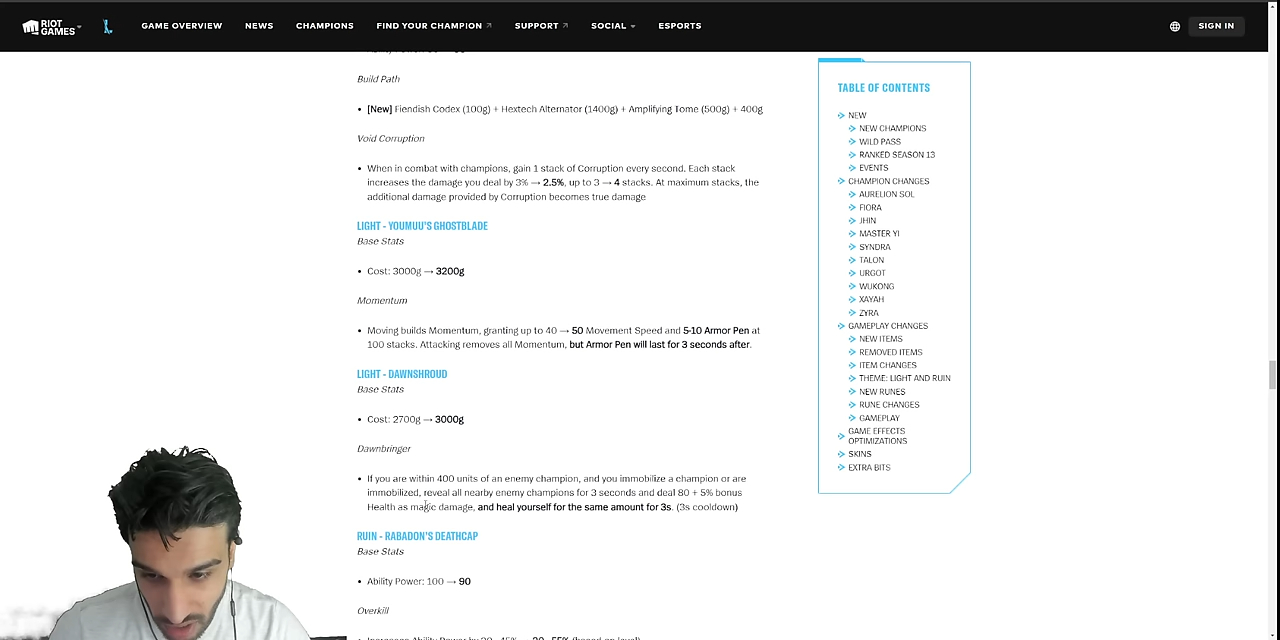 RIOT GAMES
GAME OVERVIEW NEWS CHAMPIONS FIND YOUR CHAMPION SUPPORT SOCIAL ESPORTS SIGN IN
Build Path
• [New] Fiendish Codex (100g) + Hextech Alternator (1400g) + Amplifying Tome (500g) + 400g
Void Corruption
• When in combat with champions, gain 1 stack of Corruption every second. Each stack
increases the damage you deal by 3% → 2.5%, up to 3 → 4 stacks. At maximum stacks, the
additional damage provided by Corruption becomes true damage
LIGHT - YOUMUU'S GHOSTBLADE
Base Stats
• Cost: 3000g → 3200g
Momentum
• Moving builds Momentum, granting up to 40 → 50 Movement Speed and 5-10 Armor Pen at
100 stacks. Attacking removes all Momentum, but Armor Pen will last for 3 seconds after.
LIGHT - DAWNSHROUD
Base Stats
• Cost: 2700g → 3000g
Dawnbringer
• If you are within 400 units of an enemy champion, and you immobilize a champion or are
immobilized, reveal all nearby enemy champions for 3 seconds and deal 80 + 5% bonus
Health as magic damage, and heal yourself for the same amount for 3s. (3s cooldown)
RUIN - RABADON'S DEATHCAP
Base Stats
• Ability Power: 100 → 90
Overkill
TABLE OF CONTENTS
NEW
NEW CHAMPIONS
WILD PASS
RANKED SEASON 13
EVENTS
CHAMPION CHANGES
AURELION SOL
FIORA
JHIN
MASTER YI
SYNDRA
TALON
URGOT
WUKONG
XAYAH
ZYRA
GAMEPLAY CHANGES
NEW ITEMS
REMOVED ITEMS
ITEM CHANGES
THEME: LIGHT AND RUIN
NEW RUNES
RUNE CHANGES
GAMEPLAY
GAME EFFECTS
OPTIMIZATIONS
SKINS
EXTRA BITS